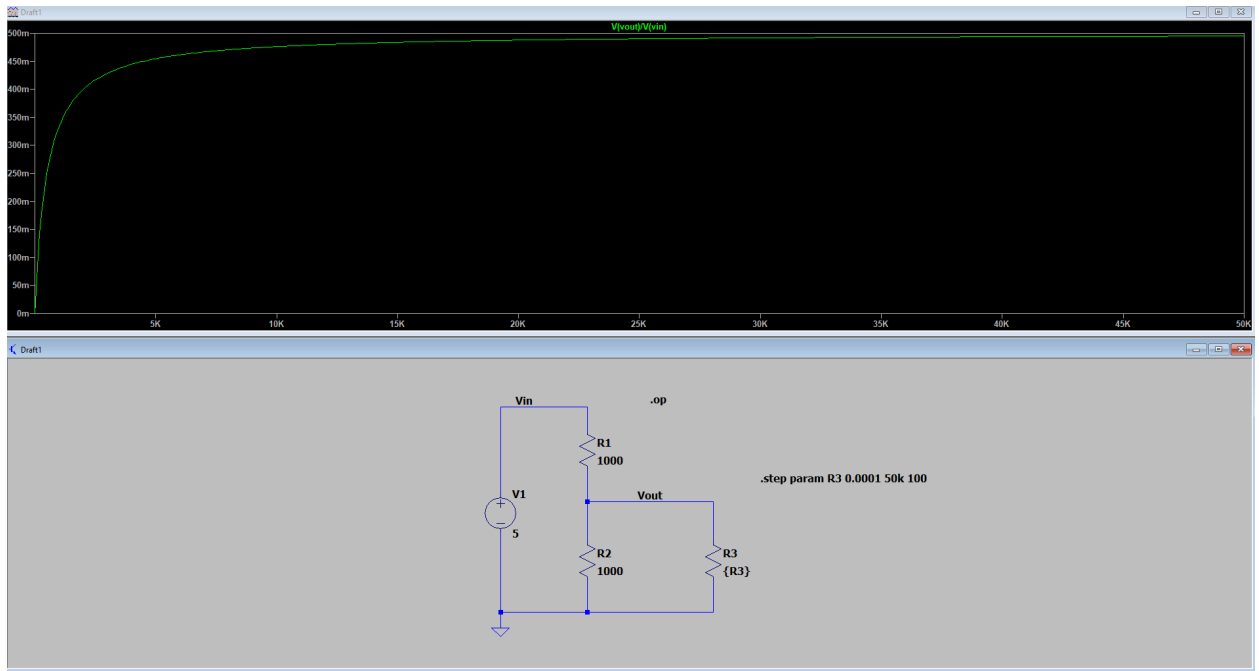 Draft1
V(vout)/V(vin)
500m
450m
400m
350m
300m
250m
200m
150m
100m
50m
0m
5K 10K 15K 20K 25K 30K 35K 40K 45K 50K
Draft1
Vin
.op
R1
1000
.step param R3 0.0001 50k 100
V1
Vout
5
R2
1000
R3
{R3}